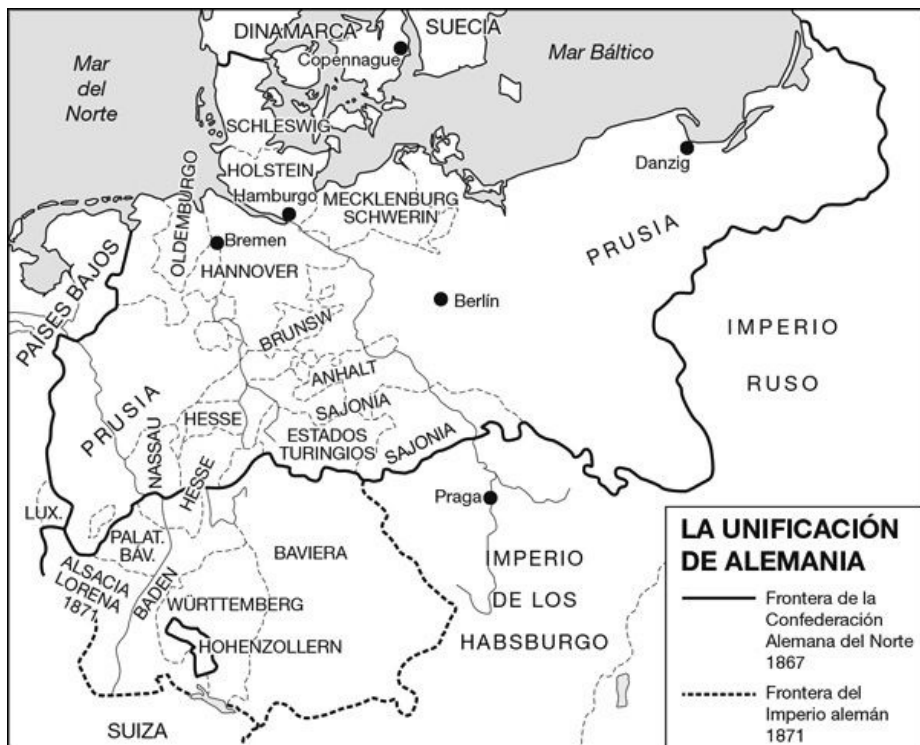 DINAMARCA
SUECIA
Copennague
Mar Báltico
Mar
del
Norte
SCHLESWIG
HOLSTEIN
Hamburgo
Danzig
MECKLENBURG
SCHWERIN
OLDEMBURGO
Bremen
PRUSIA
HANNOVER
PAÍSES BAJOS
Berlín
BRUNSW
IMPERIO
RUSO
ANHALT
PRUSIA
SAJONIA
HESSE
NASSAU
ESTADOS
TURINGIOS
SAJONIA
HESSE
Praga
LUX.
PALAT.
BÁV.
ALSACIA
LORENA
1871
BADEN
BAVIERA
IMPERIO
DE LOS
HABSBURGO
WÜRTTEMBERG
HOHENZOLLERN
SUIZA
LA UNIFICACIÓN
DE ALEMANIA
Frontera de la
Confederación
Alemana del Norte
1867
Frontera del
Imperio alemán
1871